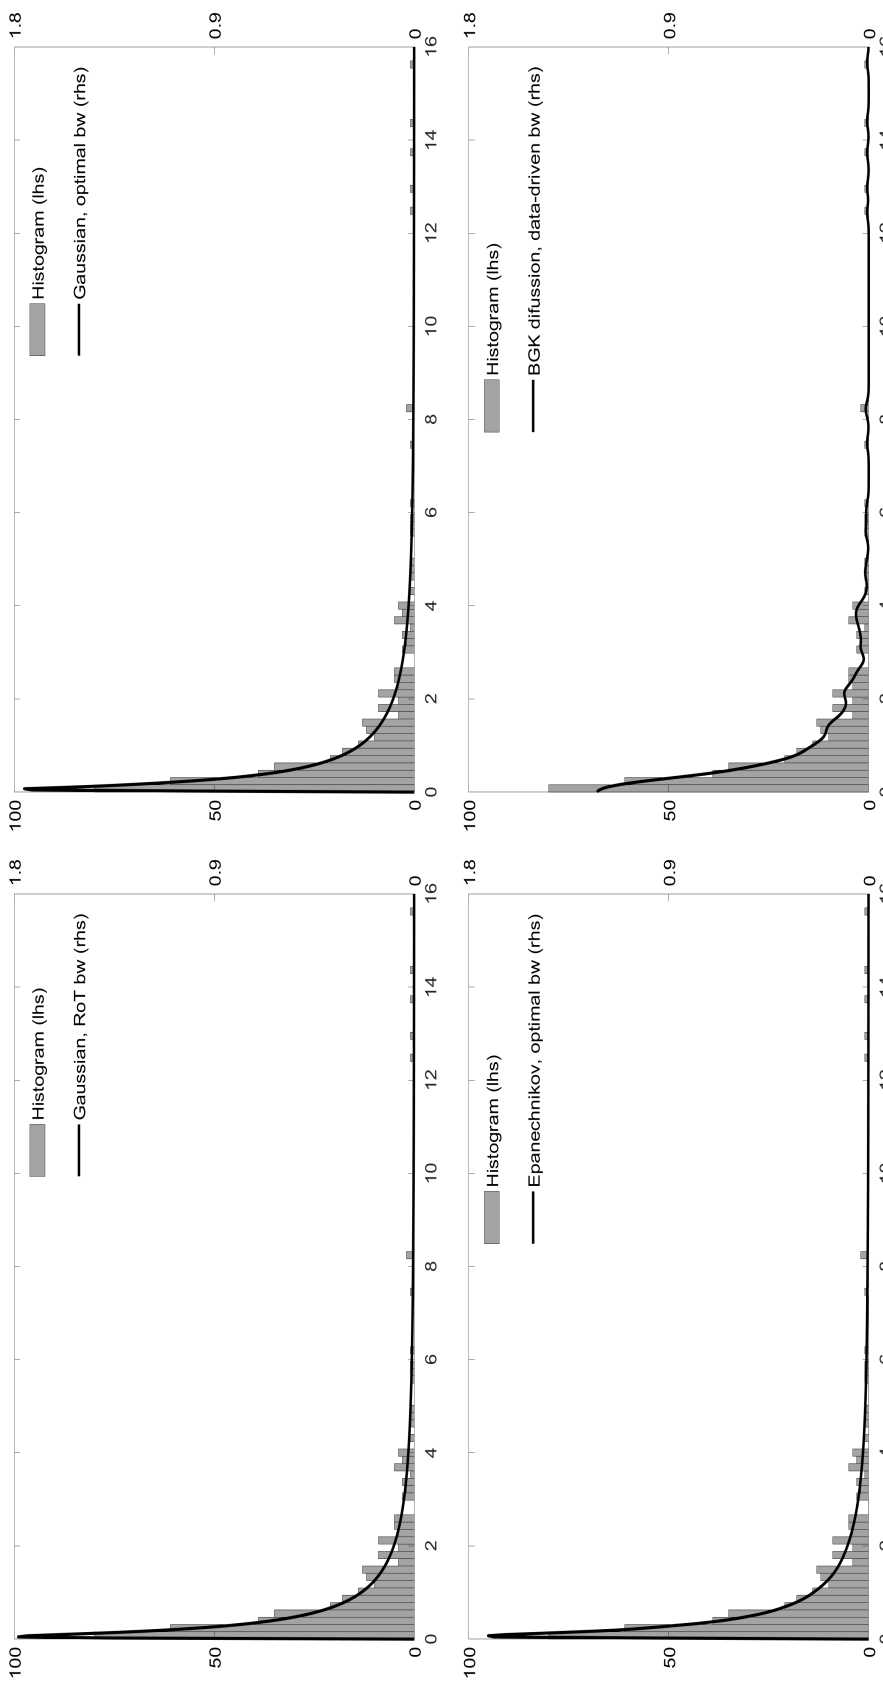 100
50
0
1.8
0.9
0
Histogram (lhs)
Gaussian, RoT bw (rhs)
0 2 4 6 8 10 12 14 16
100
50
0
1.8
0.9
0
Histogram (lhs)
Gaussian, optimal bw (rhs)
0 2 4 6 8 10 12 14 16
100
50
0
1.8
0.9
0
Histogram (lhs)
Epanechnikov, optimal bw (rhs)
100
50
0
1.8
0.9
0
Histogram (lhs)
BGK difussion, data-driven bw (rhs)